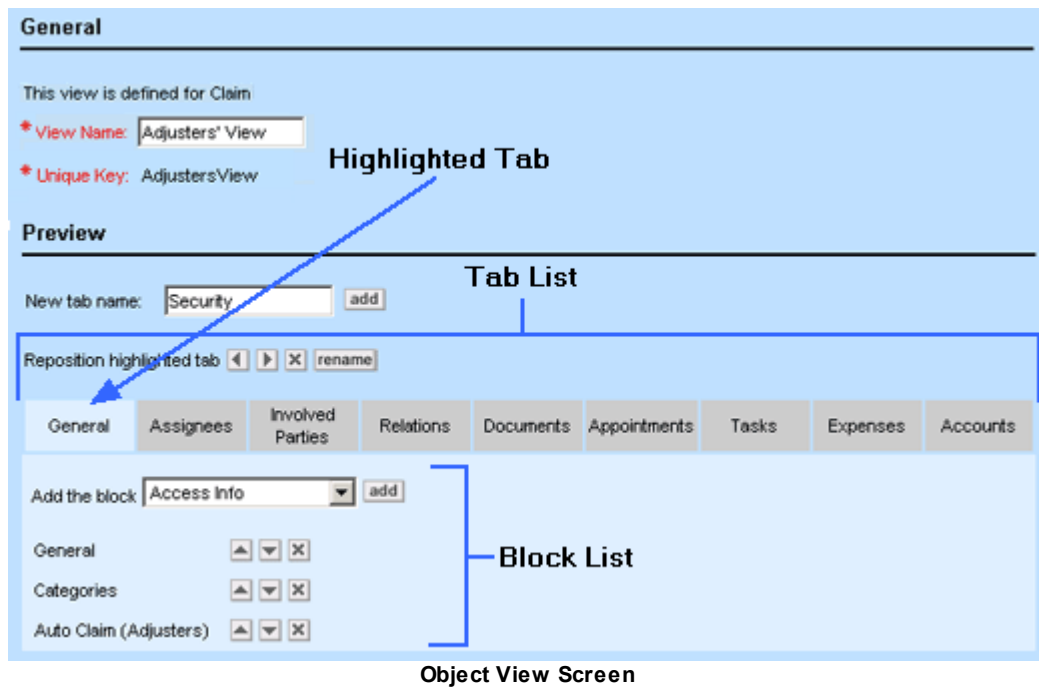 General
This view is defined for Claim
* View Name: Adjusters' View
Highlighted Tab
* Unique Key: AdjustersView
Preview
Tab List
New tab name: Security add
Reposition highlighted tab rename
General Assignees Involved Parties Relations Documents Appointments Tasks Expenses Accounts
Add the block Access Info add
General
Block List
Categories
Auto Claim (Adjusters)
Object View Screen